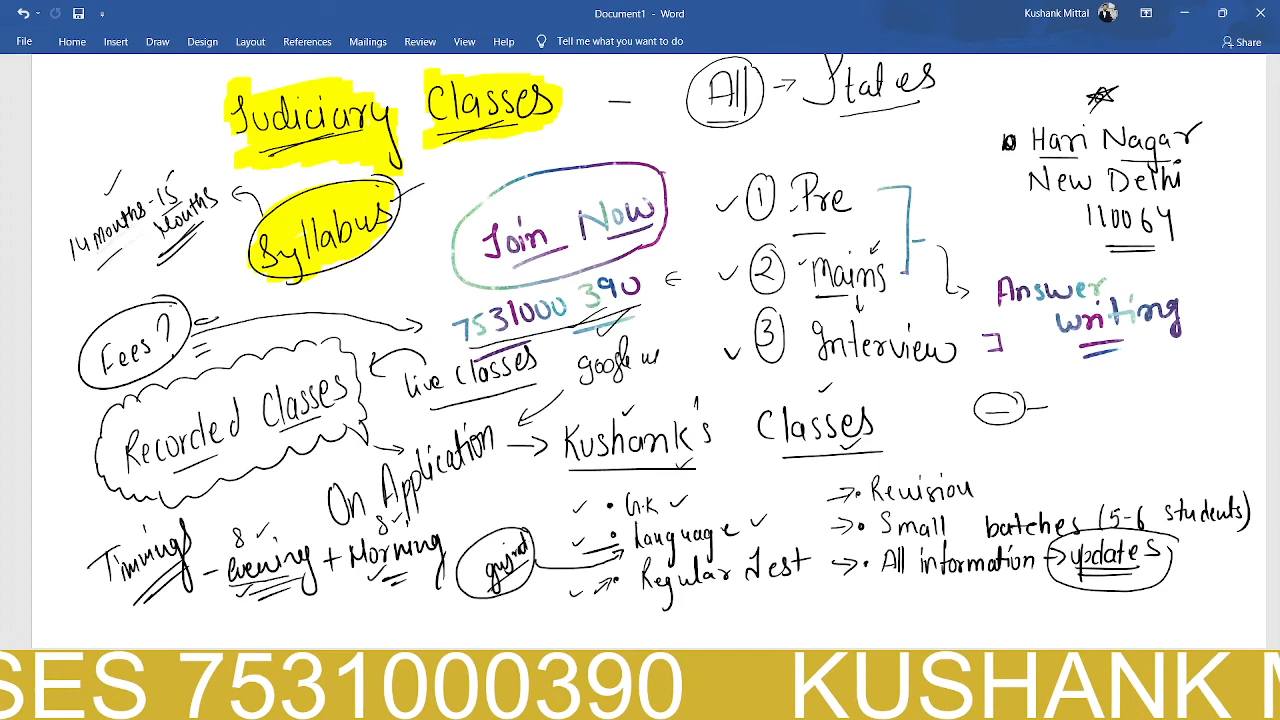 Document1 - Word
Kushank Mittal
File Home Insert Draw Design Layout References Mailings Review View Help Tell me what you want to do
Share
Judiciary Classes - All → States
Hari Nagar
New Delhi
110064
14 months - 15 months
Syllabus
Join Now
7531000 390
1 Pre
2 Mains
3 Interview
Answer
writing
Fees?
live classes
google
Recorded Classes
On Application → Kushank's Classes
Timings - 8 evening + 8 Morning
• G.K
gujrat
• Language
• Regular Test
→ • Revision
→ • Small batches (5-6 students)
→ • All information → updates
SES 7531000390 KUSHANK M